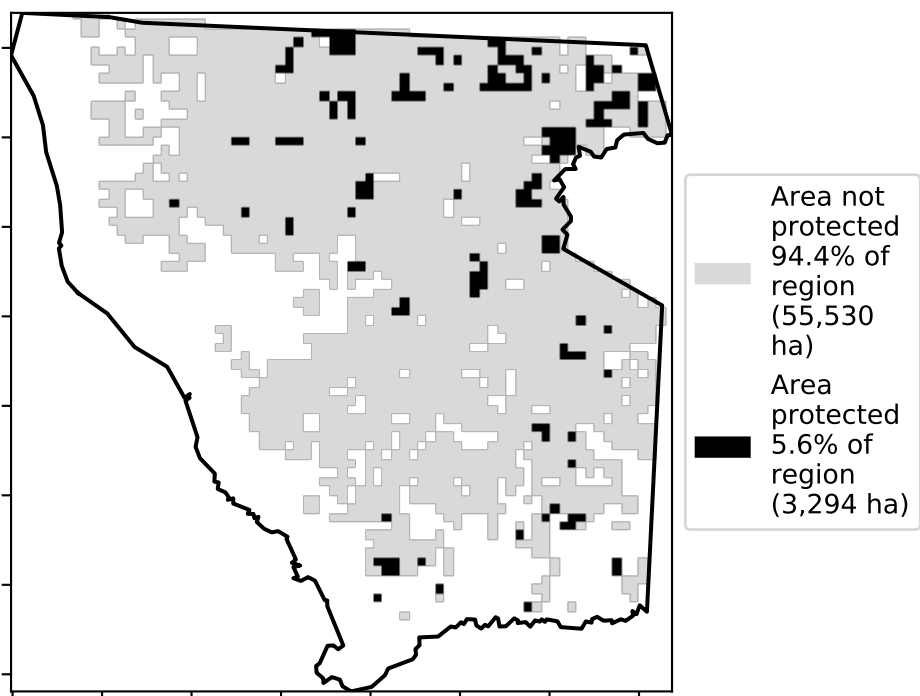 Area not
protected
94.4% of
region
(55,530
ha)
Area
protected
5.6% of
region
(3,294 ha)